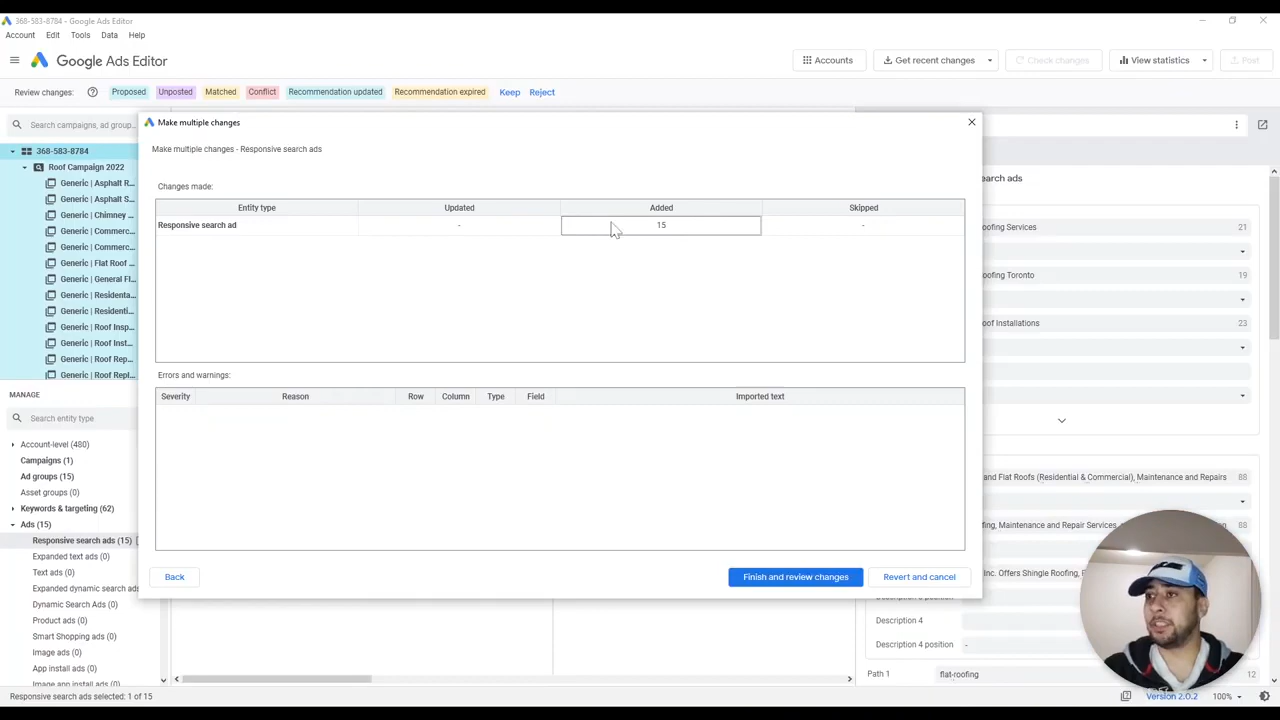 368-583-8784 - Google Ads Editor
Account Edit Tools Data Help
Google Ads Editor
Accounts
Get recent changes
Check changes
View statistics
Post
Review changes: Proposed Unposted Matched Conflict Recommendation updated Recommendation expired Keep Reject
Search campaigns, ad group...
368-583-8784
Roof Campaign 2022
Generic | Asphalt R...
Generic | Asphalt S...
Generic | Chimney ...
Generic | Commerc...
Generic | Commerc...
Generic | Flat Roof ...
Generic | General Fl...
Generic | Residenta...
Generic | Residenti...
Generic | Roof Insp...
Generic | Roof Inst...
Generic | Roof Rep...
Generic | Roof Repl...
MANAGE
Search entity type
Account-level (480)
Campaigns (1)
Ad groups (15)
Asset groups (0)
Keywords & targeting (62)
Ads (15)
Responsive search ads (15)
Expanded text ads (0)
Text ads (0)
Expanded dynamic search ads
Dynamic Search Ads (0)
Product ads (0)
Smart Shopping ads (0)
Image ads (0)
App install ads (0)
Image app install ads (0)
Make multiple changes
Make multiple changes - Responsive search ads
Changes made:
Entity type Updated Added Skipped
Responsive search ad - 15 -
Errors and warnings:
Severity Reason Row Column Type Field Imported text
Back
Finish and review changes
Revert and cancel
search ads
oofing Services 21
oofing Toronto 19
oof Installations 23
and Flat Roofs (Residential & Commercial), Maintenance and Repairs 88
fing, Maintenance and Repair Services, 88
Inc. Offers Shingle Roofing, F
Description 3 position
Description 4
Description 4 position -
Path 1 flat-roofing 12
Responsive search ads selected: 1 of 15
Version 2.0.2 100%